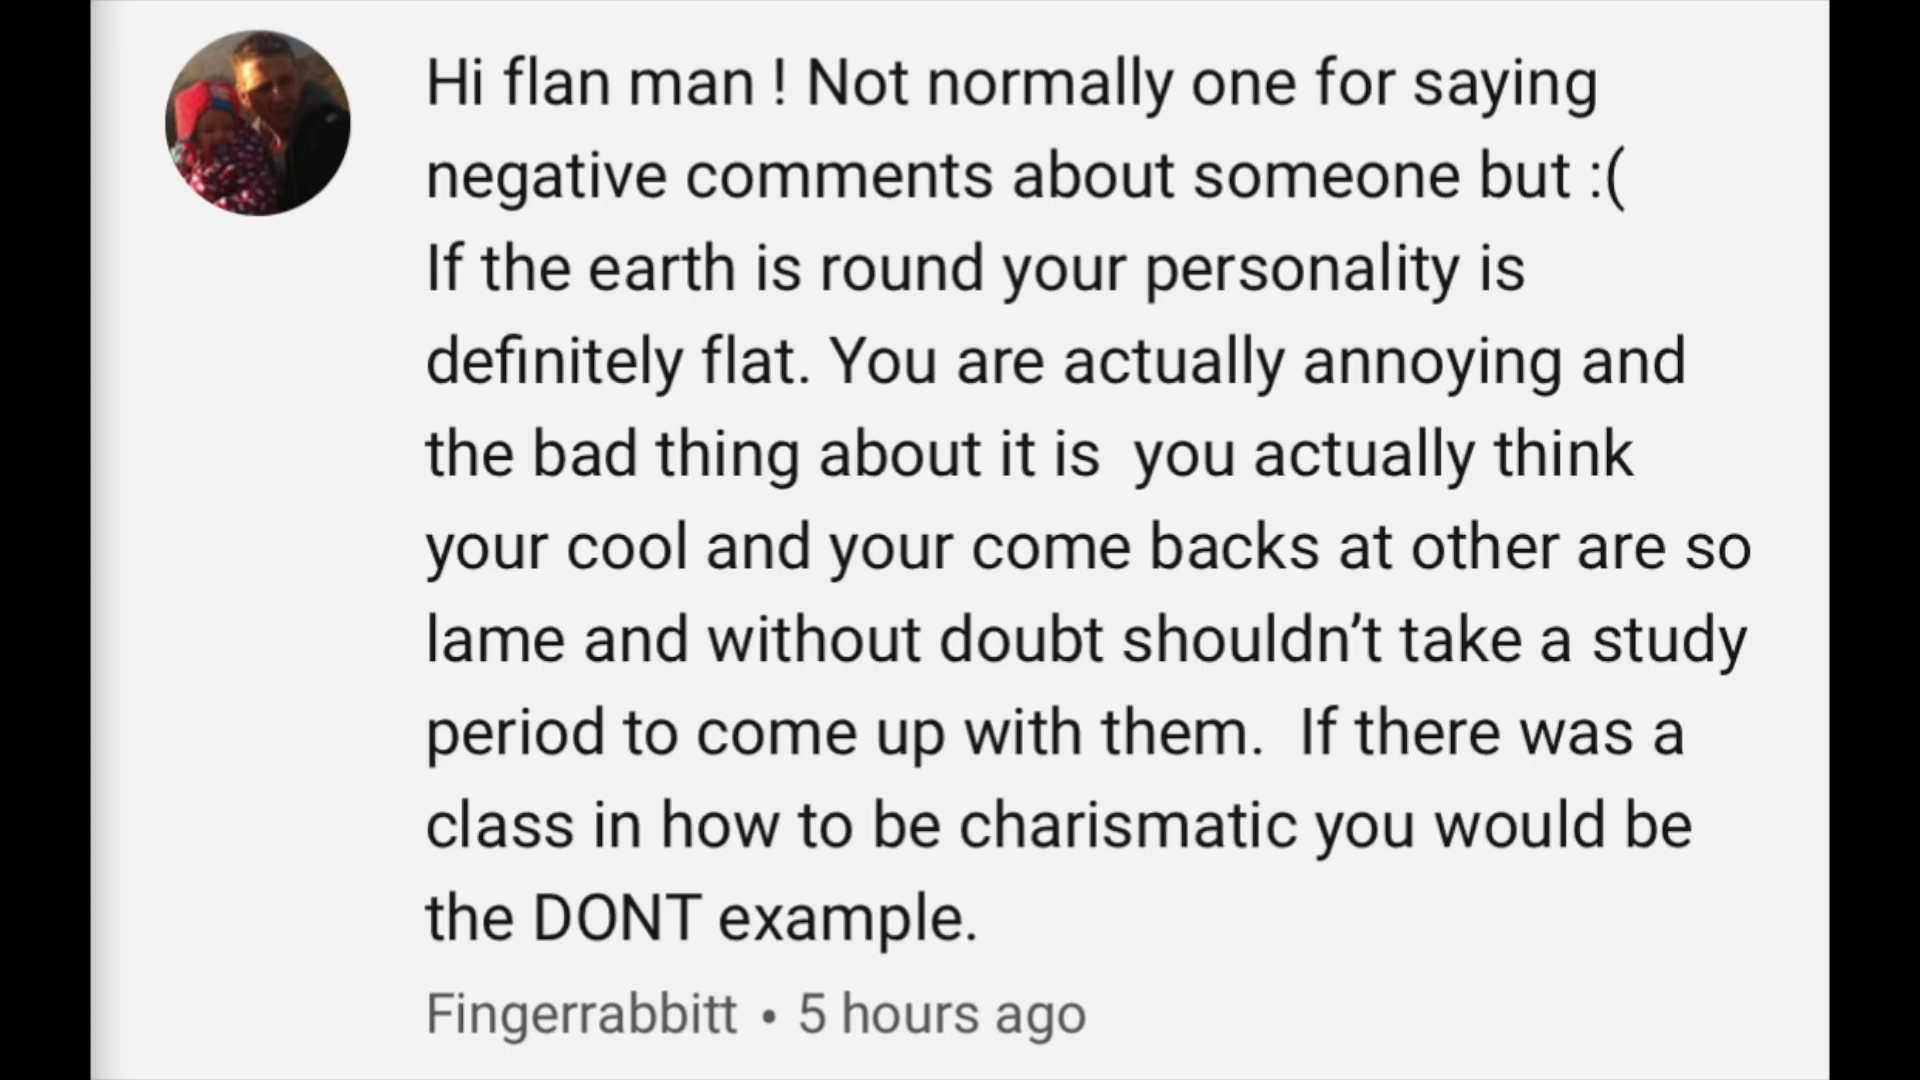 Hi flan man ! Not normally one for saying
negative comments about someone but :(
If the earth is round your personality is
definitely flat. You are actually annoying and
the bad thing about it is  you actually think
your cool and your come backs at other are so
lame and without doubt shouldn’t take a study
period to come up with them.  If there was a
class in how to be charismatic you would be
the DONT example.
Fingerrabbitt • 5 hours ago